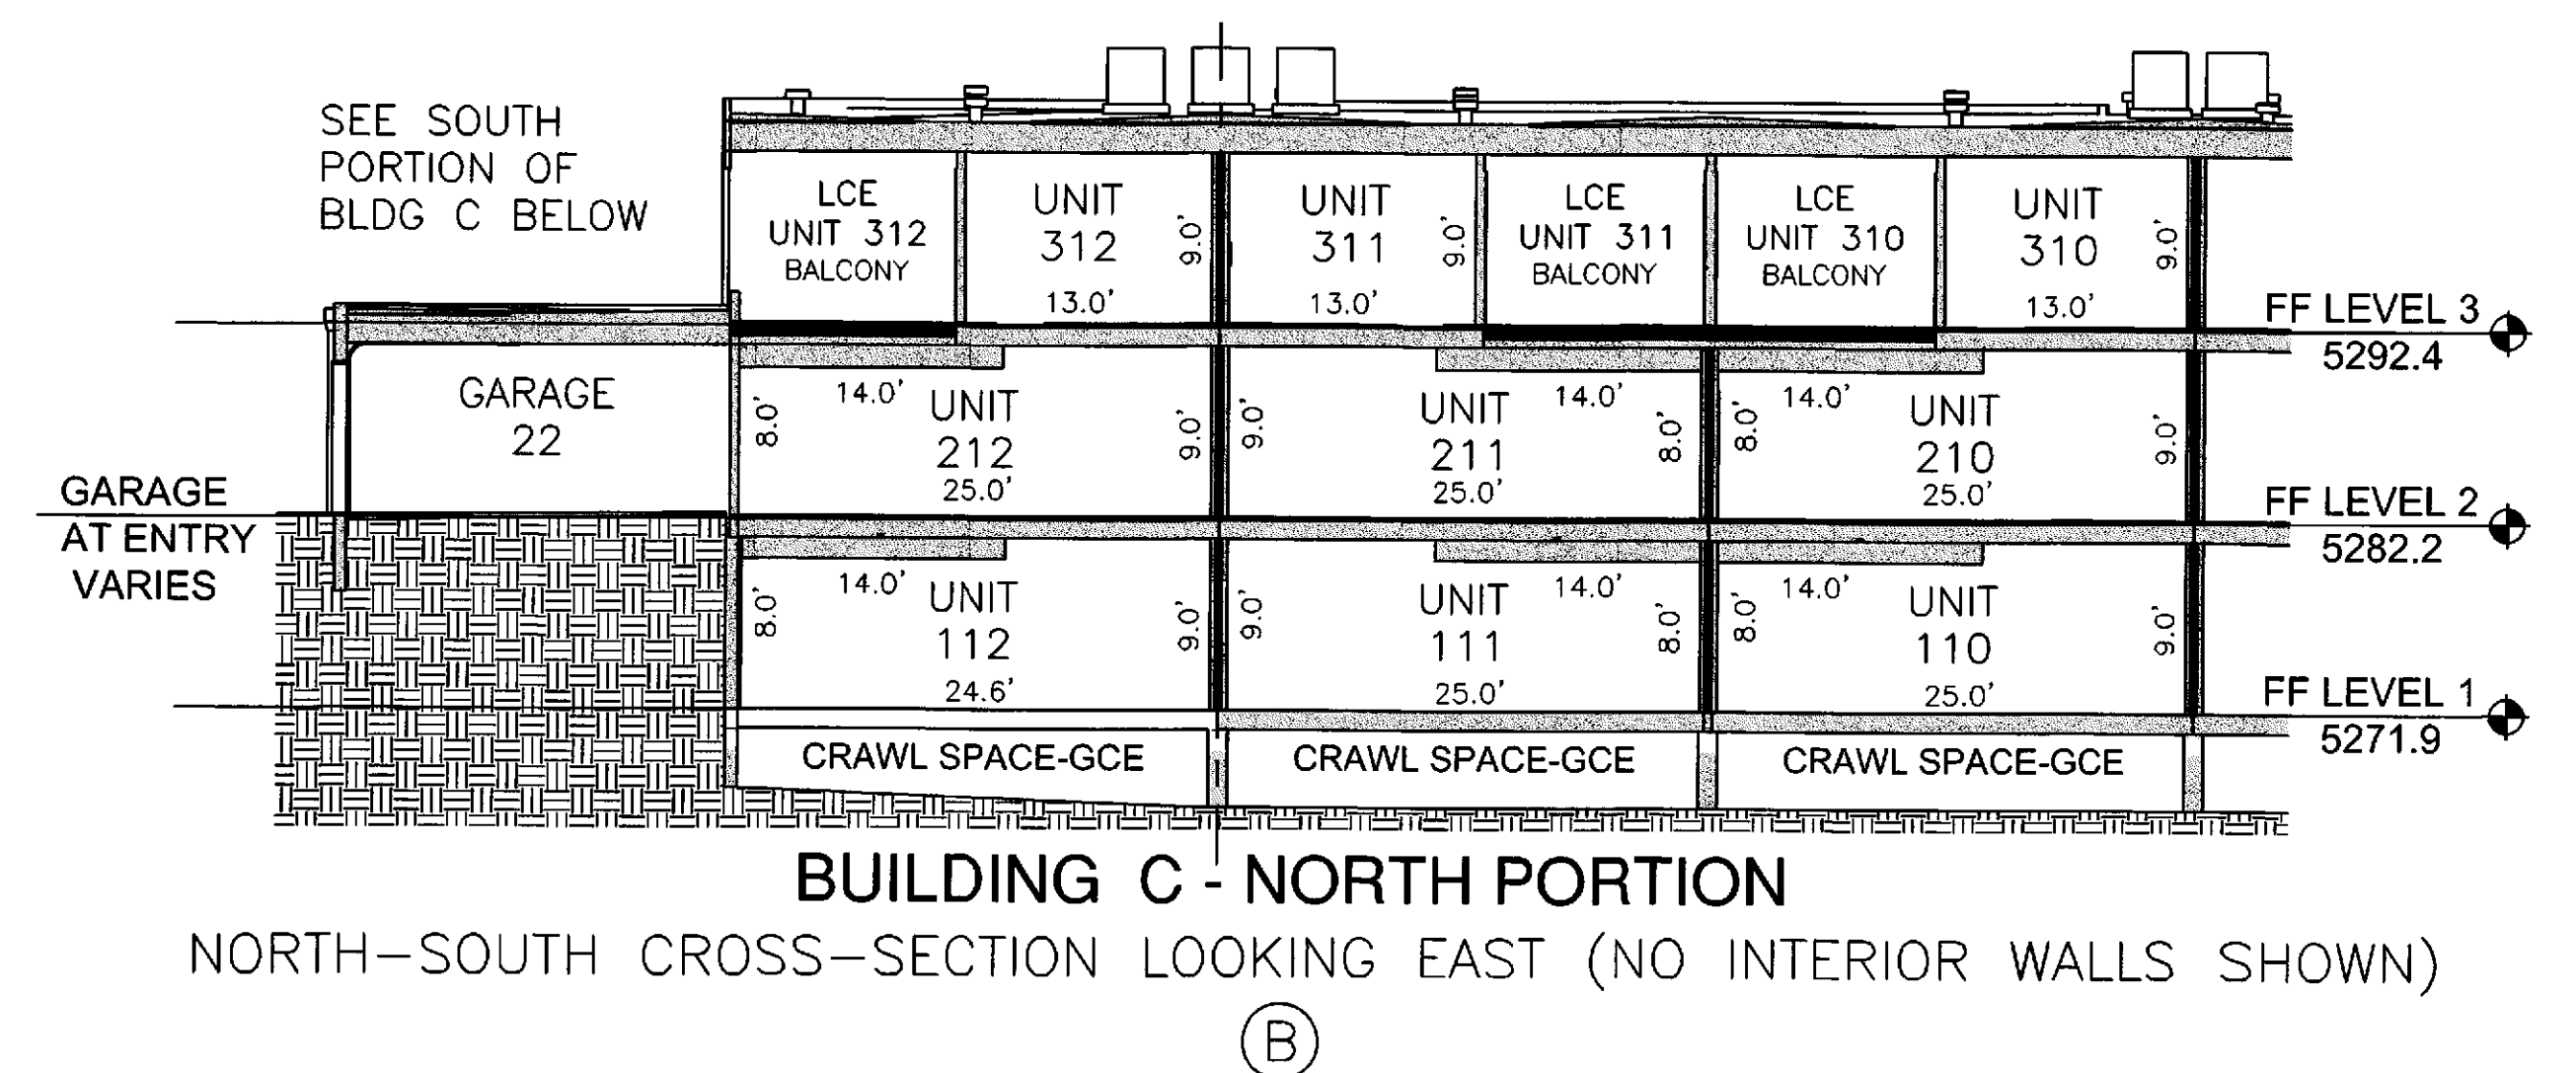 SEE SOUTH
PORTION OF
BLDG C BELOW
LCE
UNIT 312
BALCONY
UNIT
312
9.0'
13.0'
UNIT
311
9.0'
13.0'
LCE
UNIT 311
BALCONY
LCE
UNIT 310
BALCONY
UNIT
310
9.0'
13.0'
FF LEVEL 3
5292.4
GARAGE
22
8.0'
14.0'
UNIT
212
25.0'
9.0'
9.0'
UNIT
211
25.0'
14.0'
8.0'
8.0'
14.0'
UNIT
210
25.0'
9.0'
FF LEVEL 2
5282.2
GARAGE
AT ENTRY
VARIES
8.0'
14.0'
UNIT
112
24.6'
9.0'
9.0'
UNIT
111
25.0'
14.0'
8.0'
8.0'
14.0'
UNIT
110
25.0'
9.0'
FF LEVEL 1
5271.9
CRAWL SPACE-GCE
CRAWL SPACE-GCE
CRAWL SPACE-GCE
BUILDING C - NORTH PORTION
NORTH-SOUTH CROSS-SECTION LOOKING EAST (NO INTERIOR WALLS SHOWN)
B